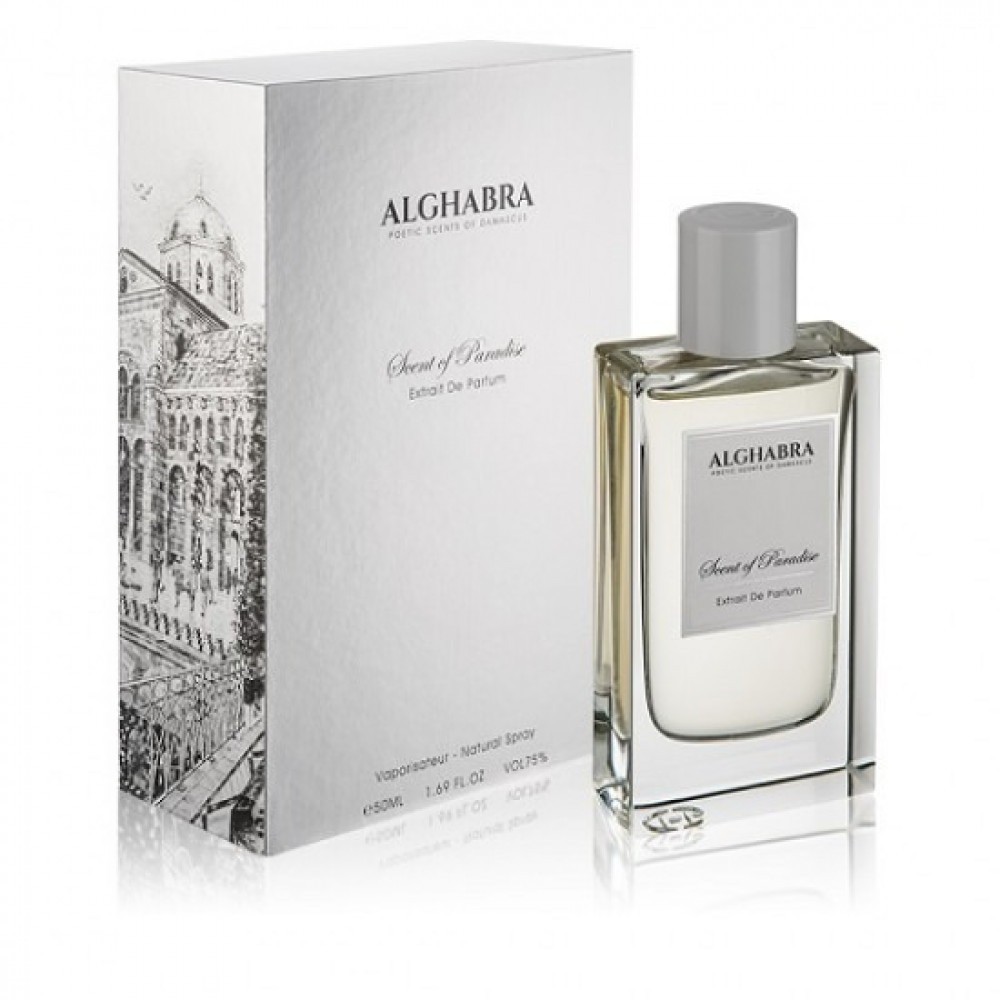 ALGHABRA
POETIC SCENTS OF DAMASCUS
Scent of Paradise
Extrait De Parfum
Vaporisateur - Natural Spray
℮50ML 1.69 FL.OZ VOL75%
ALGHABRA
POETIC SCENTS OF DAMASCUS
Scent of Paradise
Extrait De Parfum